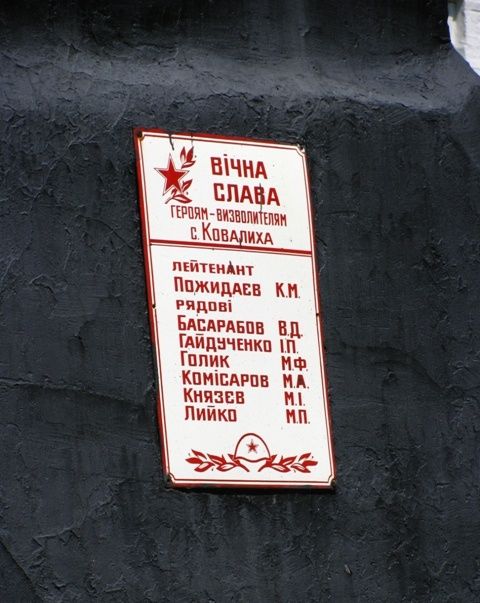 ВІЧНА
СЛАВА
ГЕРОЯМ-ВИЗВОЛИТЕЛЯМ
с. КОВАЛИХА
ЛЕЙТЕНАНТ
ПОЖИДАЄВ К.М.
РЯДОВІ
БАСАРАБОВ В.Д.
ГАЙДУЧЕНКО І.П.
ГОЛИК М.Ф.
КОМІСАРОВ М.А.
КНЯЗЄВ М.І.
ЛИЙКО М.П.